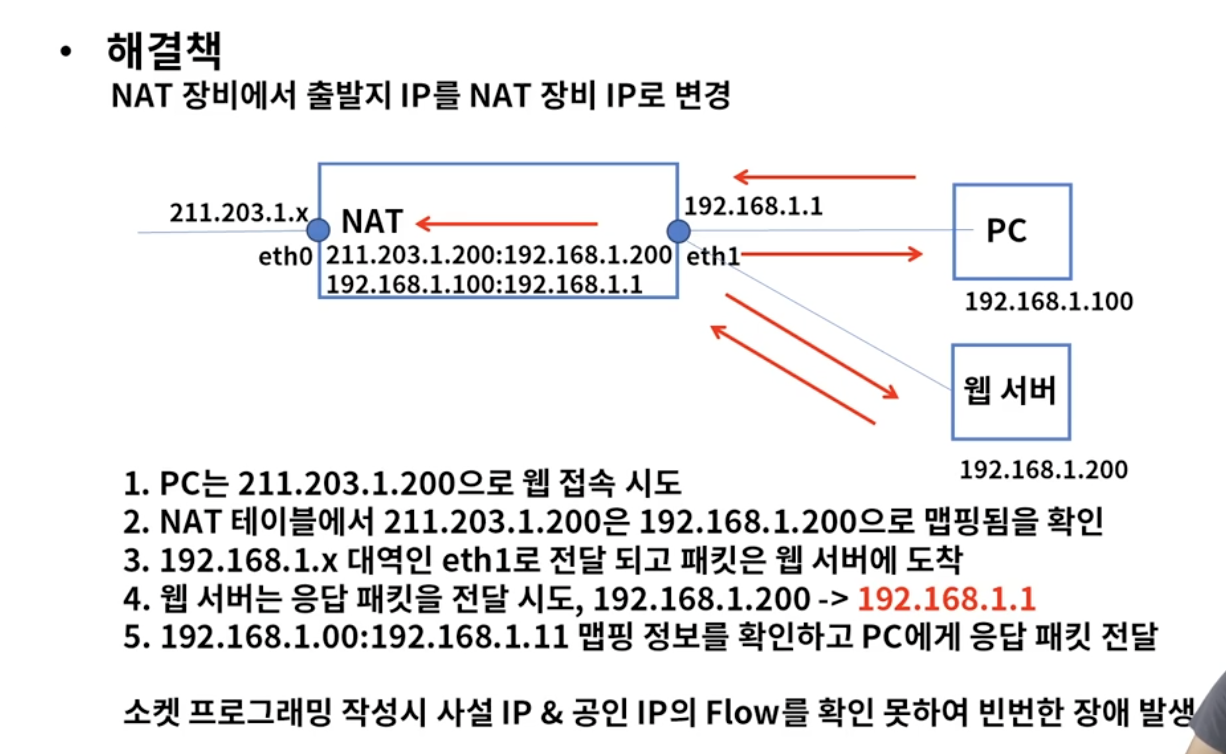 • 해결책
NAT 장비에서 출발지 IP를 NAT 장비 IP로 변경
211.203.1.x
eth0
NAT
211.203.1.200:192.168.1.200
192.168.1.100:192.168.1.1
192.168.1.1
eth1
PC
192.168.1.100
웹 서버
192.168.1.200
1. PC는 211.203.1.200으로 웹 접속 시도
2. NAT 테이블에서 211.203.1.200은 192.168.1.200으로 맵핑됨을 확인
3. 192.168.1.x 대역인 eth1로 전달 되고 패킷은 웹 서버에 도착
4. 웹 서버는 응답 패킷을 전달 시도, 192.168.1.200 -> 192.168.1.1
5. 192.168.1.00:192.168.1.11 맵핑 정보를 확인하고 PC에게 응답 패킷 전달
소켓 프로그래밍 작성시 사설 IP & 공인 IP의 Flow를 확인 못하여 빈번한 장애 발생